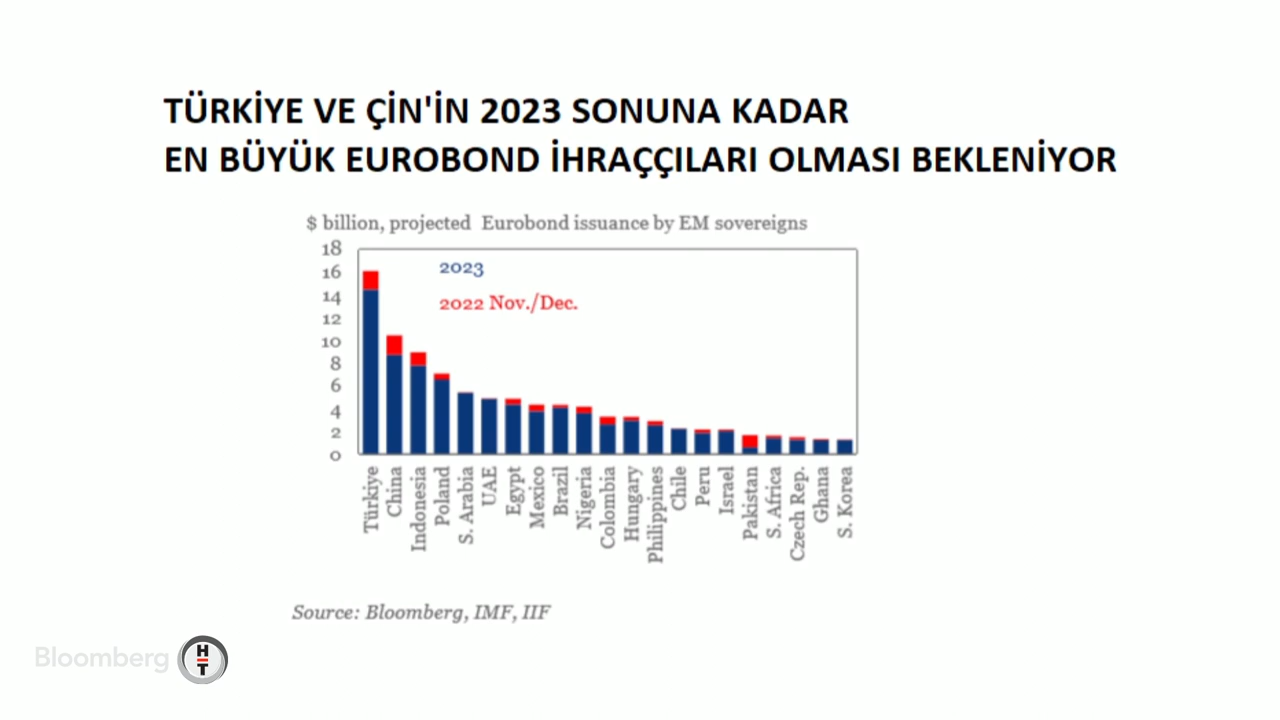 TÜRKİYE VE ÇİN'İN 2023 SONUNA KADAR
EN BÜYÜK EUROBOND İHRAÇÇILARI OLMASI BEKLENİYOR
$ billion, projected Eurobond issuance by EM sovereigns
18
16
14
12
10
8
6
4
2
0
2023
2022 Nov./Dec.
Türkiye
China
Indonesia
Poland
S. Arabia
UAE
Egypt
Mexico
Brazil
Nigeria
Colombia
Hungary
Philippines
Chile
Peru
Israel
Pakistan
S. Africa
Czech Rep.
Ghana
S. Korea
Source: Bloomberg, IMF, IIF
Bloomberg HT